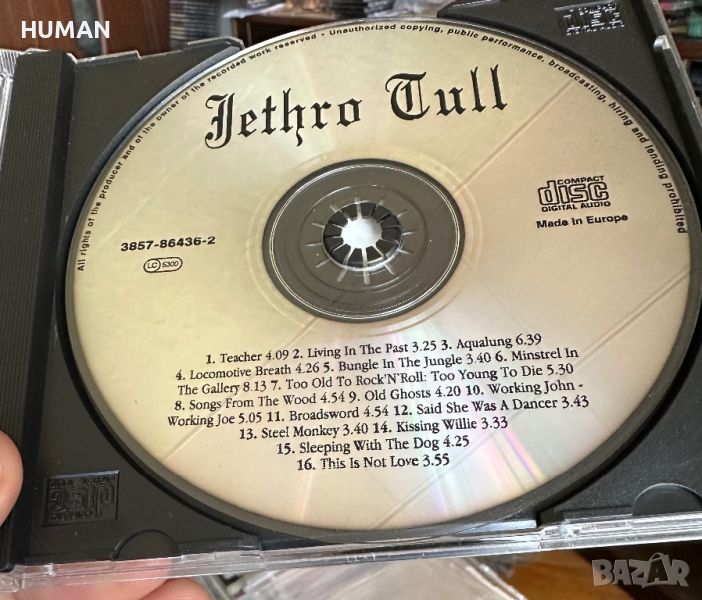 HUMAN
All rights of the producer and of the owner of the recorded work reserved - Unauthorized copying, public performance, broadcasting, hiring and lending prohibited
Jethro Tull
COMPACT
disc
DIGITAL AUDIO
Made in Europe
3857-86436-2
LC 5300
1. Teacher 4.09 2. Living In The Past 3.25 3. Aqualung 6.39
4. Locomotive Breath 4.26 5. Bungle In The Jungle 3.40 6. Minstrel In
The Gallery 8.13 7. Too Old To Rock'N'Roll: Too Young To Die 5.30
8. Songs From The Wood 4.54 9. Old Ghosts 4.20 10. Working John -
Working Joe 5.05 11. Broadsword 4.54 12. Said She Was A Dancer 3.43
13. Steel Monkey 3.40 14. Kissing Willie 3.33
15. Sleeping With The Dog 4.25
16. This Is Not Love 3.55
BAZAR